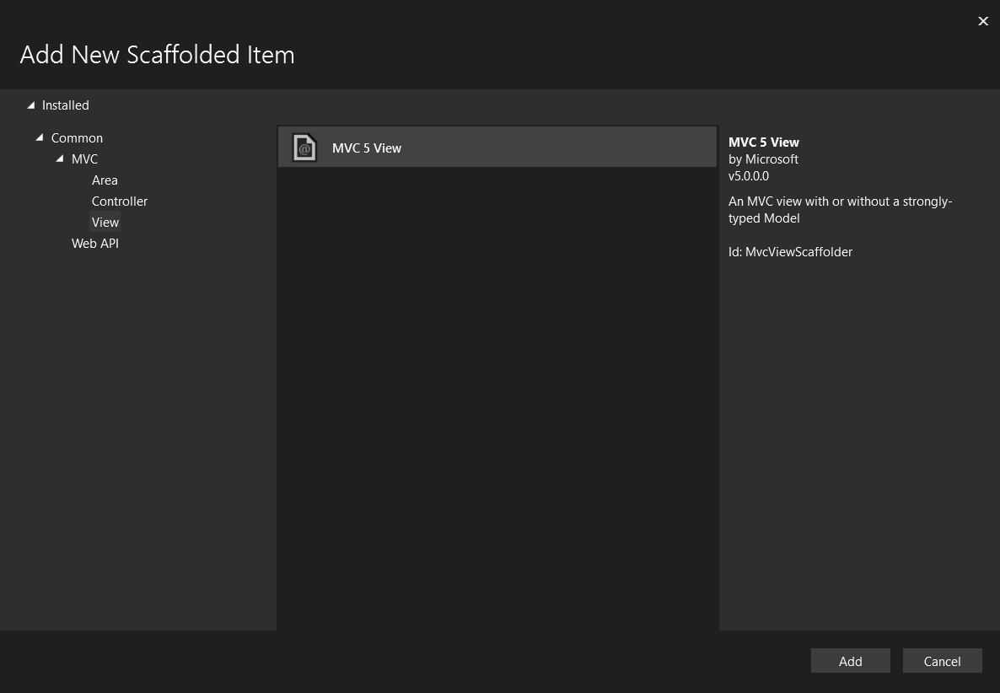 Add New Scaffolded Item
Installed
Common
MVC
Area
Controller
View
Web API
MVC 5 View
MVC 5 View
by Microsoft
v5.0.0.0
An MVC view with or without a strongly-
typed Model
Id: MvcViewScaffolder
Add
Cancel